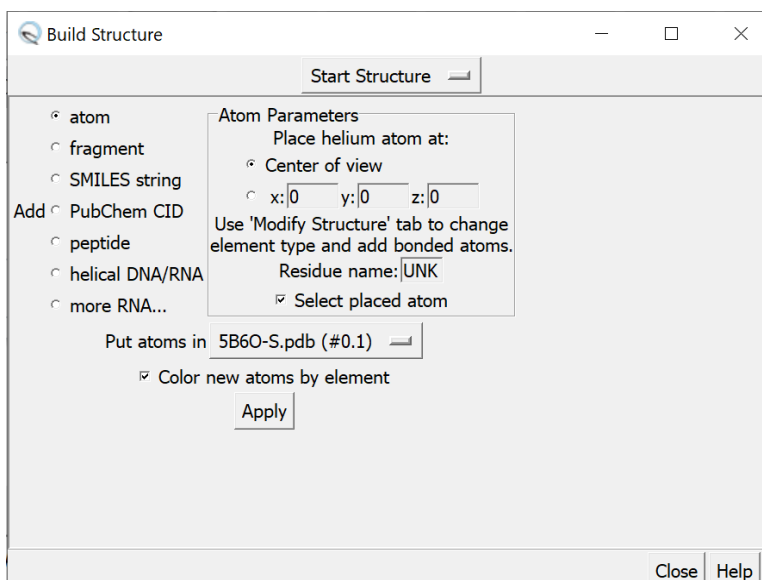 Build Structure
Start Structure
Add
atom
fragment
SMILES string
PubChem CID
peptide
helical DNA/RNA
more RNA...
Atom Parameters
Place helium atom at:
Center of view
x: 0 y: 0 z: 0
Use 'Modify Structure' tab to change
element type and add bonded atoms.
Residue name: UNK
Select placed atom
Put atoms in 5B6O-S.pdb (#0.1)
Color new atoms by element
Apply
Close Help